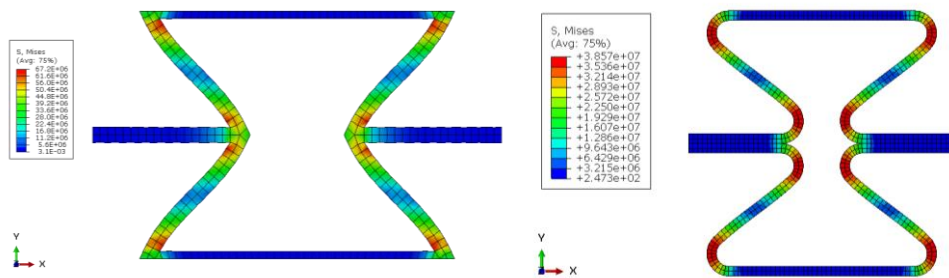 S, Mises
(Avg: 75%)
67.2E+06
61.6E+06
56.0E+06
50.4E+06
44.8E+06
39.2E+06
33.6E+06
28.0E+06
22.4E+06
16.8E+06
11.2E+06
5.6E+06
3.1E-03
Y
X
S, Mises
(Avg: 75%)
+3.857e+07
+3.536e+07
+3.214e+07
+2.893e+07
+2.572e+07
+2.250e+07
+1.929e+07
+1.607e+07
+1.286e+07
+9.643e+06
+6.429e+06
+3.215e+06
+2.473e+02
Y
X